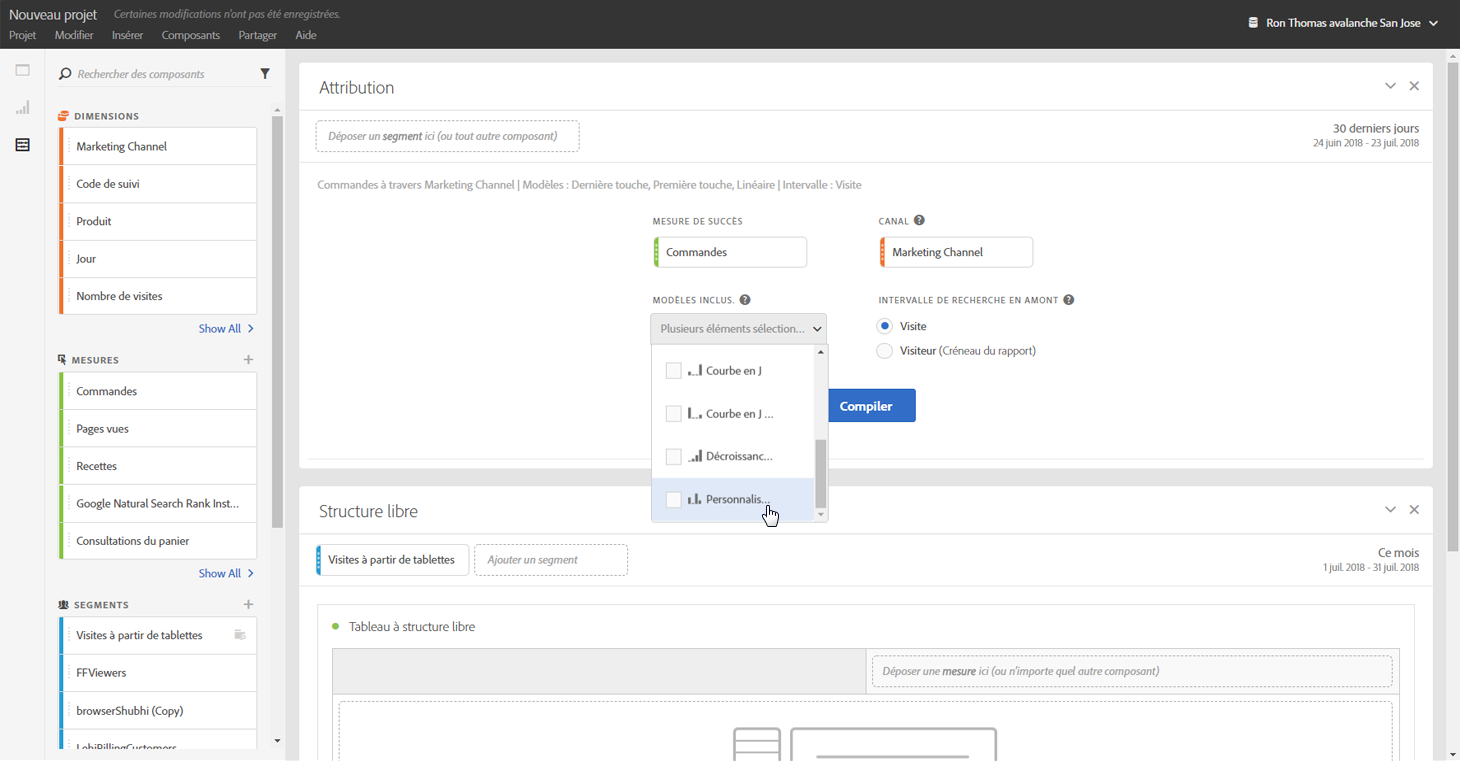 Nouveau projet Certaines modifications n'ont pas été enregistrées.
Ron Thomas avalanche San Jose
Projet Modifier Insérer Composants Partager Aide
Rechercher des composants
DIMENSIONS
Marketing Channel
Code de suivi
Produit
Jour
Nombre de visites
Show All
MESURES
Commandes
Pages vues
Recettes
Google Natural Search Rank Inst...
Consultations du panier
Show All
SEGMENTS
Visites à partir de tablettes
FFViewers
browserShubhi (Copy)
LehiBillingCustomers
Attribution
Déposer un segment ici (ou tout autre composant)
30 derniers jours
24 juin 2018 - 23 juil. 2018
Commandes à travers Marketing Channel | Modèles : Dernière touche, Première touche, Linéaire | Intervalle : Visite
MESURE DE SUCCÈS
Commandes
CANAL ?
Marketing Channel
MODÈLES INCLUS. ?
Plusieurs éléments sélection...
Courbe en J
Courbe en J ...
Décroissanc...
Personnalis...
INTERVALLE DE RECHERCHE EN AMONT ?
Visite
Visiteur (Créneau du rapport)
Compiler
Structure libre
Visites à partir de tablettes
Ajouter un segment
Ce mois
1 juil. 2018 - 31 juil. 2018
Tableau à structure libre
Déposer une mesure ici (ou n'importe quel autre composant)